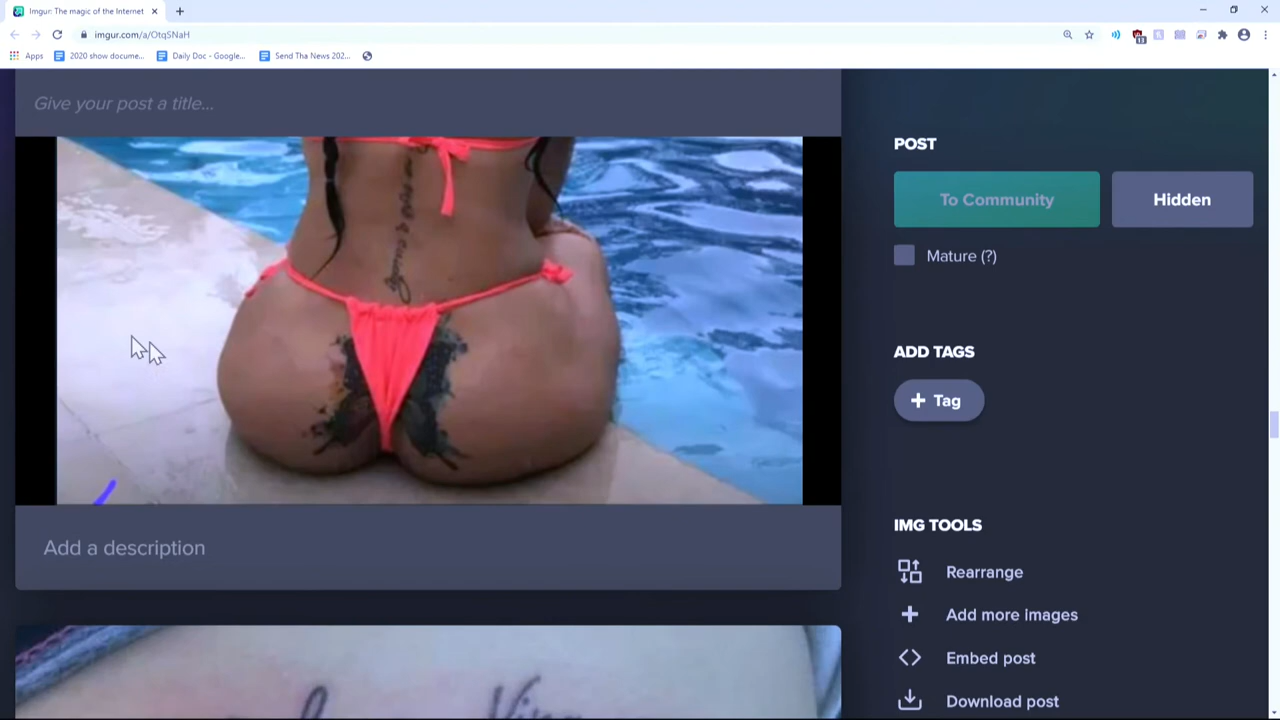 Imgur: The magic of the Internet
imgur.com/a/OtqSNaH
13
Apps
2020 show docume...
Daily Doc - Google...
Send Tha News 202...
Give your post a title...
POST
To Community
Hidden
Mature (?)
ADD TAGS
+ Tag
Add a description
IMG TOOLS
Rearrange
Add more images
Embed post
Download post